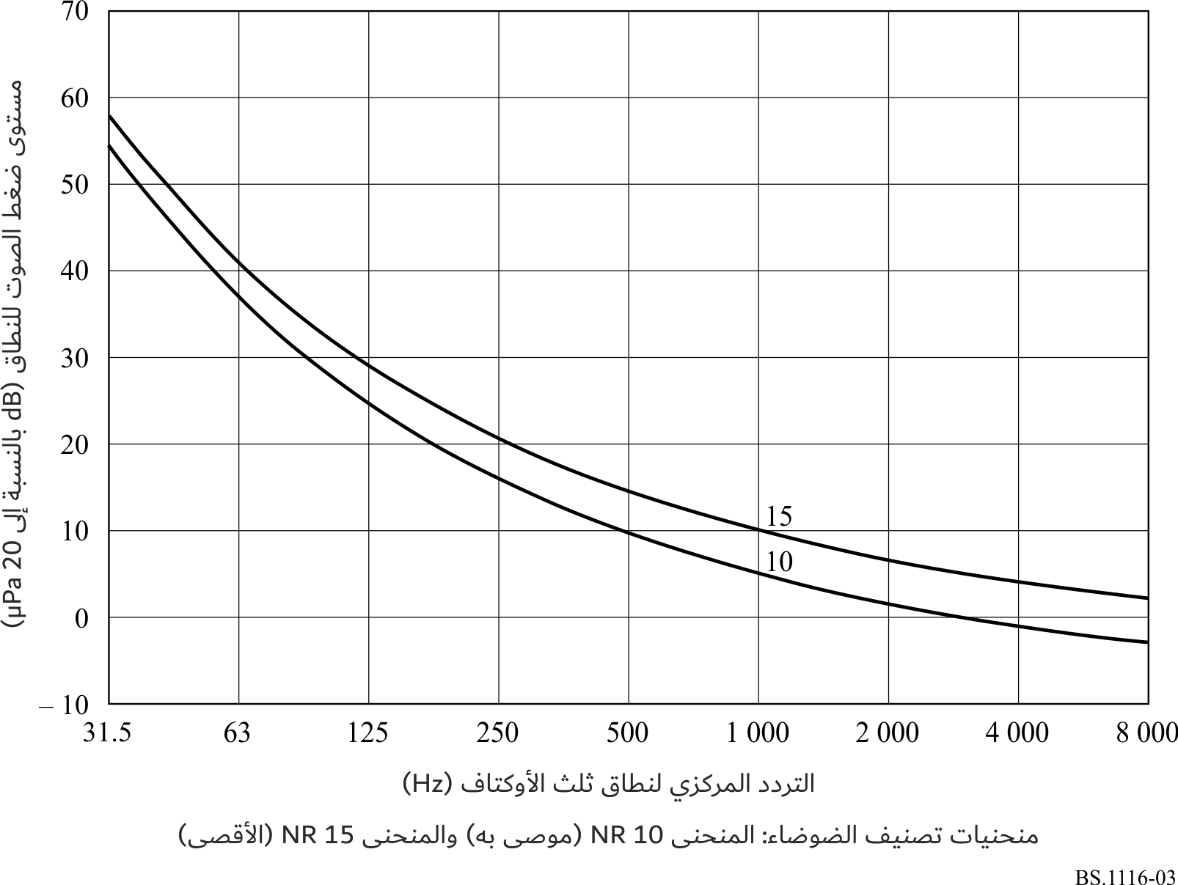 70
60
50
40
30
20
10
0
– 10
مستوى ضغط الصوت للنطاق (dB بالنسبة إلى 20 µPa)
15
10
31.5 63 125 250 500 1 000 2 000 4 000 8 000
التردد المركزي لنطاق ثلث الأوكتاف (Hz)
منحنيات تصنيف الضوضاء: المنحنى NR 10 (موصى به) والمنحنى NR 15 (الأقصى)
BS.1116-03